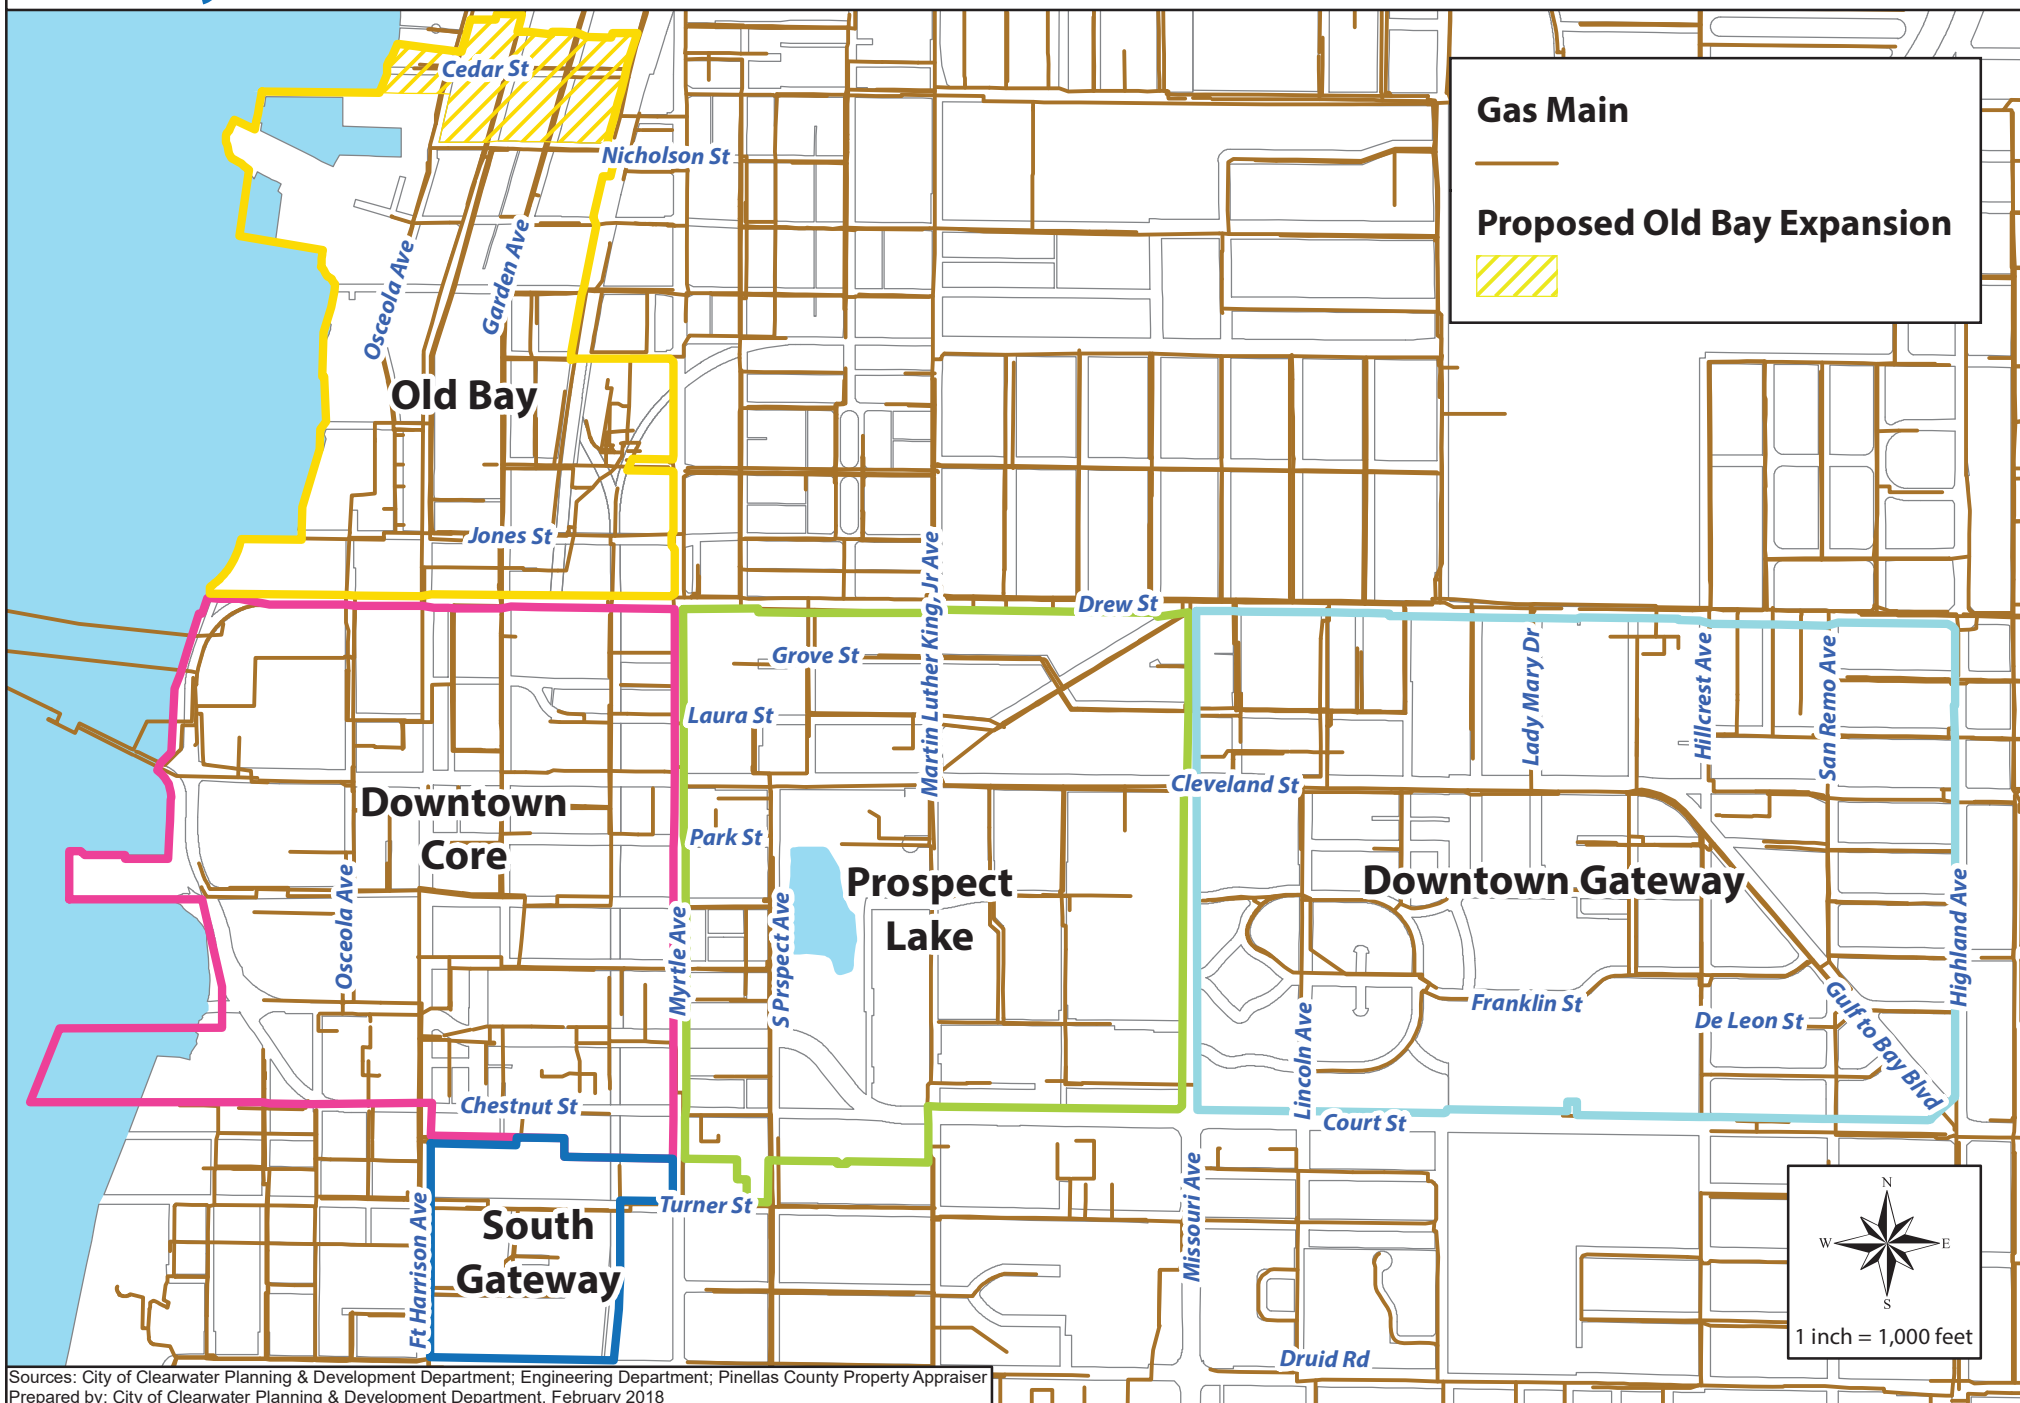 Cedar St
Gas Main
Nicholson St
Proposed Old Bay Expansion
Osceola Ave
Garden Ave
Old Bay
Jones St
Martin Luther King, Jr Ave
Drew St
Grove St
Lady Mary Dr
Hillcrest Ave
San Remo Ave
Laura St
Cleveland St
Downtown
Core
Park St
Prospect
Lake
Downtown Gateway
Osceola Ave
Myrtle Ave
S Prspect Ave
Highland Ave
Franklin St
De Leon St
Gulf to Bay Blvd
Lincoln Ave
Chestnut St
Court St
Missouri Ave
Ft Harrison Ave
Turner St
South
Gateway
N
W
E
S
1 inch = 1,000 feet
Druid Rd
Sources: City of Clearwater Planning & Development Department; Engineering Department; Pinellas County Property Appraiser
Prepared by: City of Clearwater Planning & Development Department, February 2018